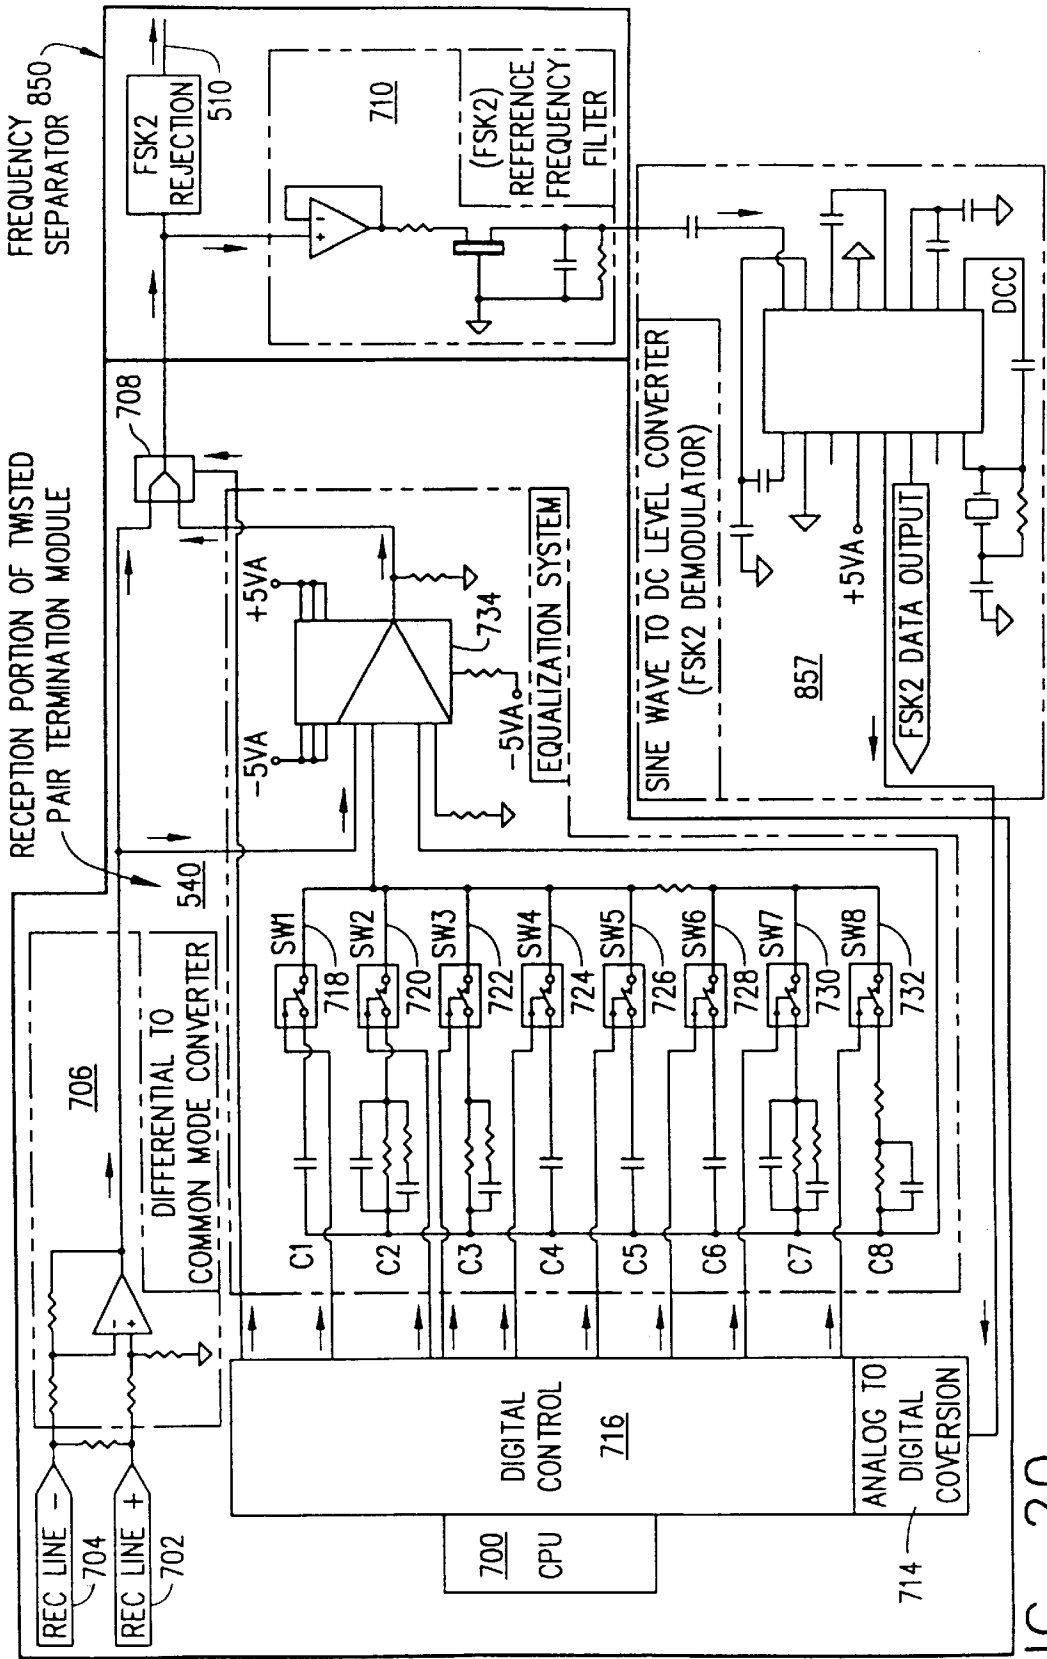 RECEPTION PORTION OF TWISTED
PAIR TERMINATION MODULE
540
FREQUENCY
SEPARATOR 850
REC LINE -
704
REC LINE +
702
706
DIFFERENTIAL TO
COMMON MODE CONVERTER
708
FSK2
REJECTION
510
710
(FSK2)
REFERENCE
FREQUENCY
FILTER
-5VA
+5VA
734
-5VA
EQUALIZATION SYSTEM
C1
SW1
718
C2
SW2
720
C3
SW3
722
C4
SW4
724
C5
SW5
726
C6
SW6
728
C7
SW7
730
C8
SW8
732
DIGITAL
CONTROL
716
700
CPU
ANALOG TO
DIGITAL
COVERSION
714
SINE WAVE TO DC LEVEL CONVERTER
(FSK2 DEMODULATOR)
857
+5VA
FSK2 DATA OUTPUT
DCC